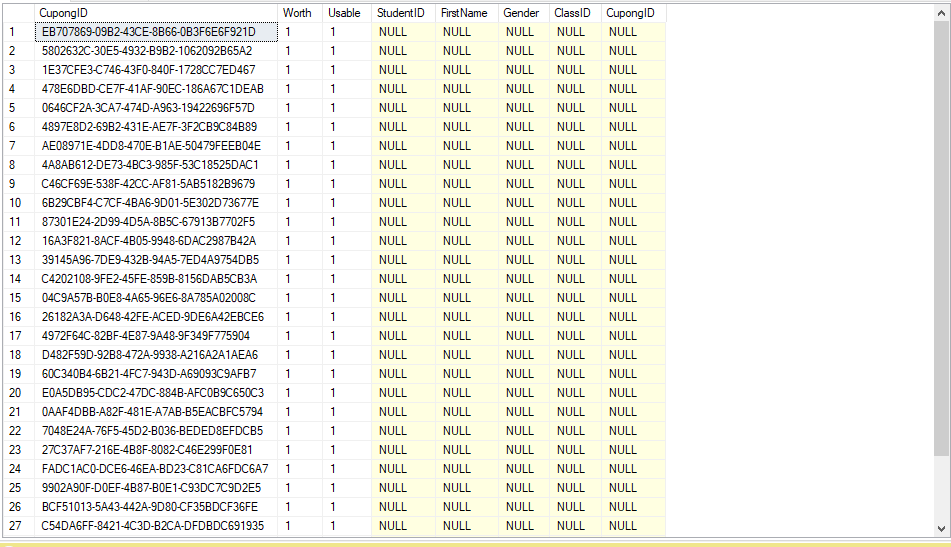 CupongID Worth Usable StudentID FirstName Gender ClassID CupongID
1 EB707869-09B2-43CE-8B66-0B3F6E6F921D 1 1 NULL NULL NULL NULL NULL
2 5802632C-30E5-4932-B9B2-1062092B65A2 1 1 NULL NULL NULL NULL NULL
3 1E37CFE3-C746-43F0-840F-1728CC7ED467 1 1 NULL NULL NULL NULL NULL
4 478E6DBD-CE7F-41AF-90EC-186A67C1DEAB 1 1 NULL NULL NULL NULL NULL
5 0646CF2A-3CA7-474D-A963-19422696F57D 1 1 NULL NULL NULL NULL NULL
6 4897E8D2-69B2-431E-AE7F-3F2CB9C84B89 1 1 NULL NULL NULL NULL NULL
7 AE08971E-4DD8-470E-B1AE-50479FEEB04E 1 1 NULL NULL NULL NULL NULL
8 4A8AB612-DE73-4BC3-985F-53C18525DAC1 1 1 NULL NULL NULL NULL NULL
9 C46CF69E-538F-42CC-AF81-5AB5182B9679 1 1 NULL NULL NULL NULL NULL
10 6B29CBF4-C7CF-4BA6-9D01-5E302D73677E 1 1 NULL NULL NULL NULL NULL
11 87301E24-2D99-4D5A-8B5C-67913B7702F5 1 1 NULL NULL NULL NULL NULL
12 16A3F821-8ACF-4B05-9948-6DAC2987B42A 1 1 NULL NULL NULL NULL NULL
13 39145A96-7DE9-432B-94A5-7ED4A9754DB5 1 1 NULL NULL NULL NULL NULL
14 C4202108-9FE2-45FE-859B-8156DAB5CB3A 1 1 NULL NULL NULL NULL NULL
15 04C9A57B-B0E8-4A65-96E6-8A785A02008C 1 1 NULL NULL NULL NULL NULL
16 26182A3A-D648-42FE-ACED-9DE6A42EBCE6 1 1 NULL NULL NULL NULL NULL
17 4972F64C-82BF-4E87-9A48-9F349F775904 1 1 NULL NULL NULL NULL NULL
18 D482F59D-92B8-472A-9938-A216A2A1AEA6 1 1 NULL NULL NULL NULL NULL
19 60C340B4-6B21-4FC7-943D-A69093C9AFB7 1 1 NULL NULL NULL NULL NULL
20 E0A5DB95-CDC2-47DC-884B-AFC0B9C650C3 1 1 NULL NULL NULL NULL NULL
21 0AAF4DBB-A82F-481E-A7AB-B5EACBFC5794 1 1 NULL NULL NULL NULL NULL
22 7048E24A-76F5-45D2-B036-BEDED8EFDCB5 1 1 NULL NULL NULL NULL NULL
23 27C37AF7-216E-4B8F-8082-C46E299F0E81 1 1 NULL NULL NULL NULL NULL
24 FADC1AC0-DCE6-46EA-BD23-C81CA6FDC6A7 1 1 NULL NULL NULL NULL NULL
25 9902A90F-D0EF-4B87-B0E1-C93DC7C9D2E5 1 1 NULL NULL NULL NULL NULL
26 BCF51013-5A43-442A-9D80-CF35BDCF36FE 1 1 NULL NULL NULL NULL NULL
27 C54DA6FF-8421-4C3D-B2CA-DFDBDC691935 1 1 NULL NULL NULL NULL NULL